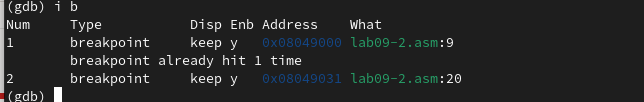 (gdb) i b
Num Type Disp Enb Address What
1 breakpoint keep y 0x08049000 lab09-2.asm:9
breakpoint already hit 1 time
2 breakpoint keep y 0x08049031 lab09-2.asm:20
(gdb)